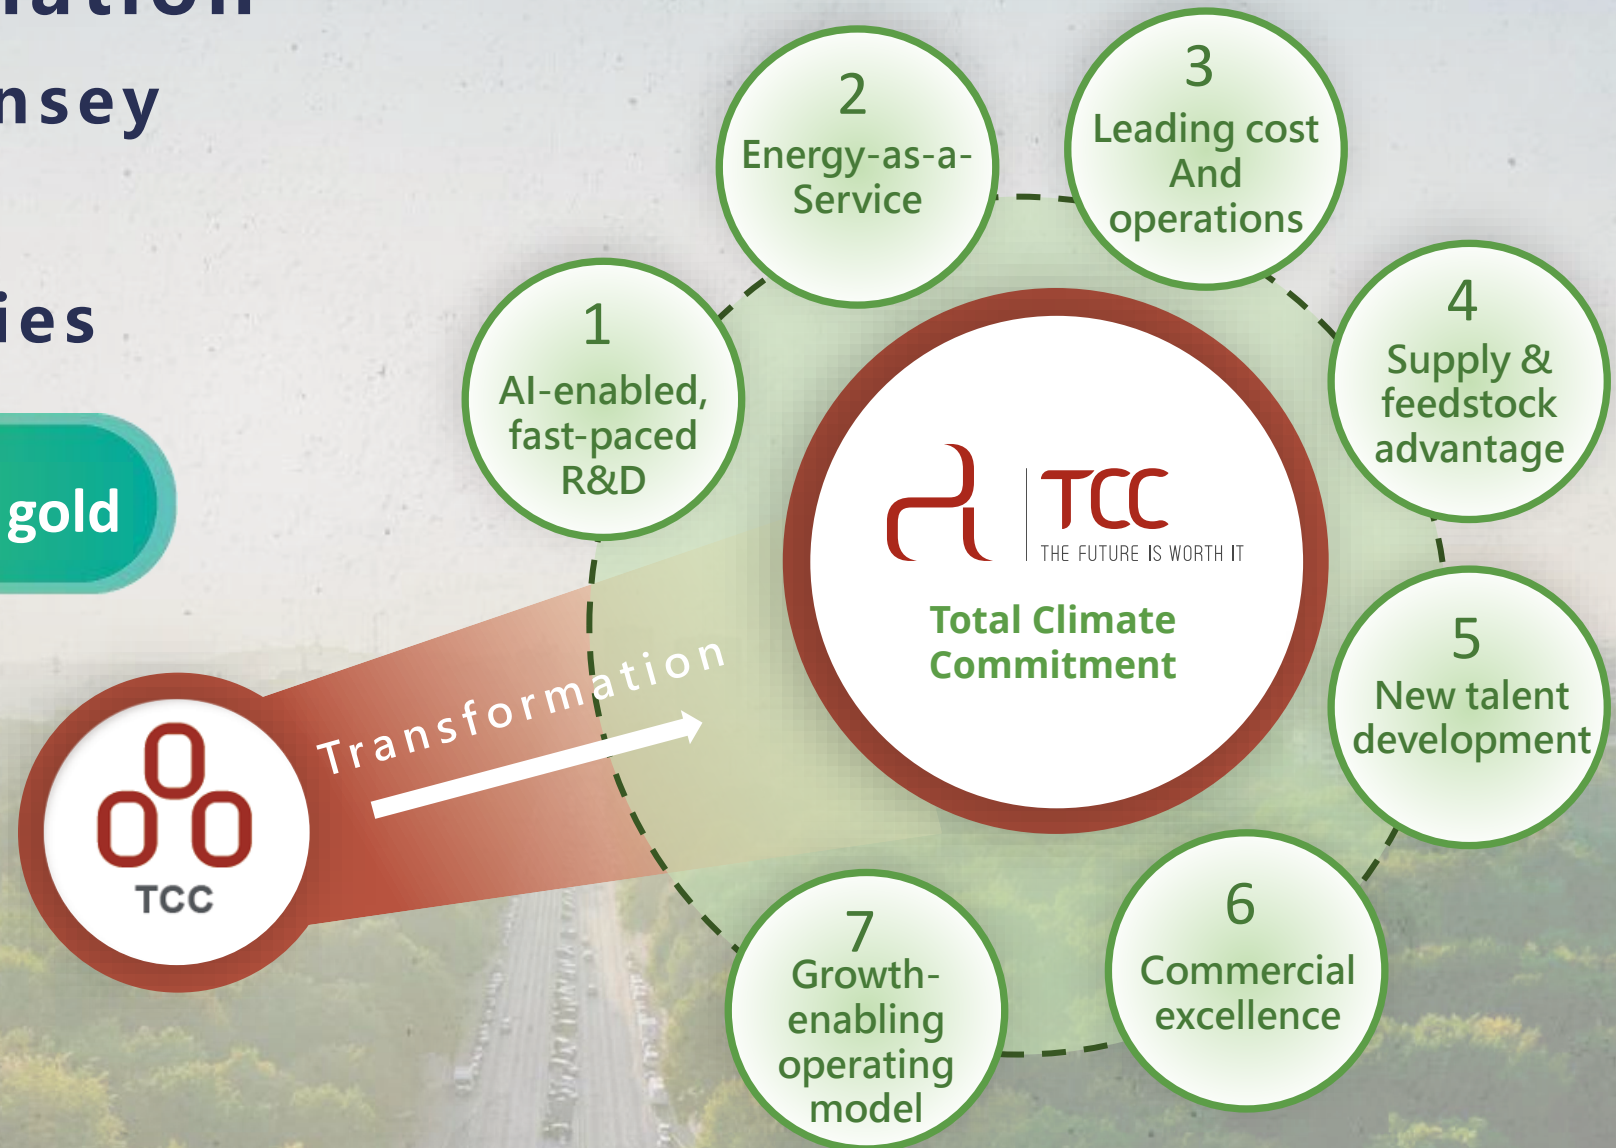 mation
nsey
ies
gold
1
AI-enabled,
fast-paced
R&D
2
Energy-as-a-
Service
3
Leading cost
And
operations
4
Supply &
feedstock
advantage
5
New talent
development
6
Commercial
excellence
7
Growth-
enabling
operating
model
TCC
THE FUTURE IS WORTH IT
Total Climate
Commitment
Transformation
TCC